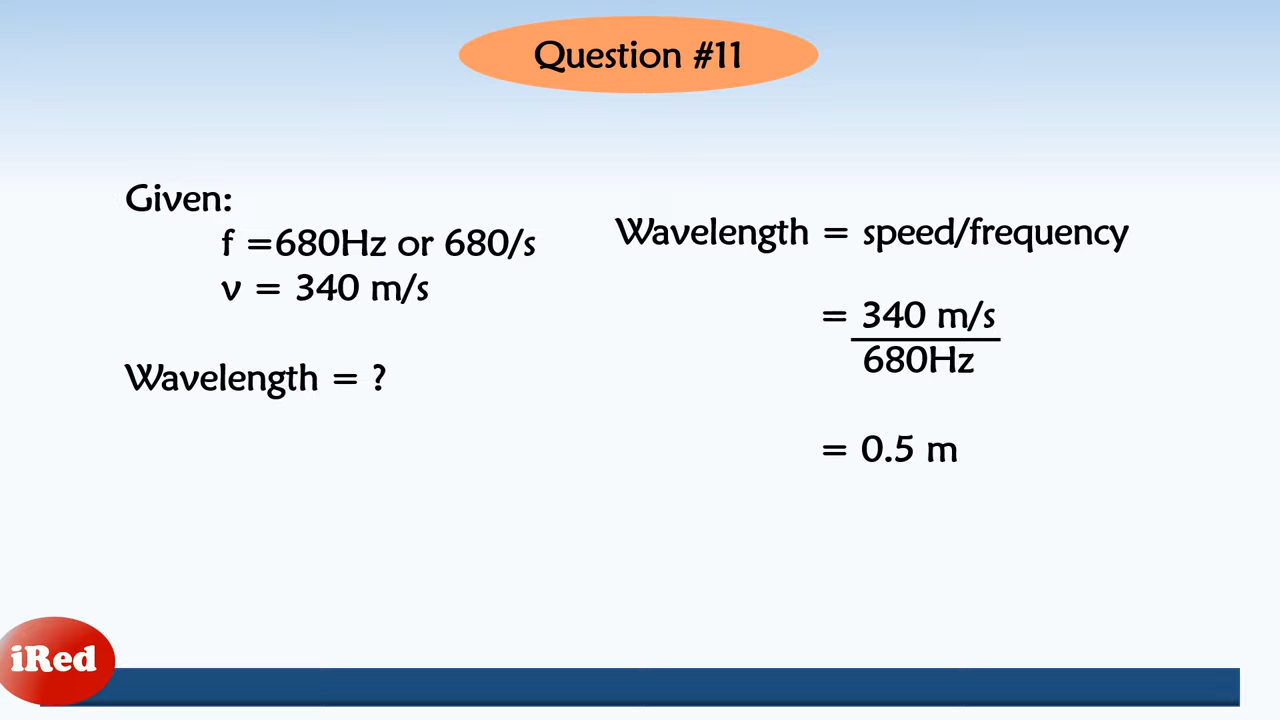 Question #11
Given:
f =680Hz or 680/s
v = 340 m/s
Wavelength = ?
Wavelength = speed/frequency
= 340 m/s
680Hz
= 0.5 m
iRed